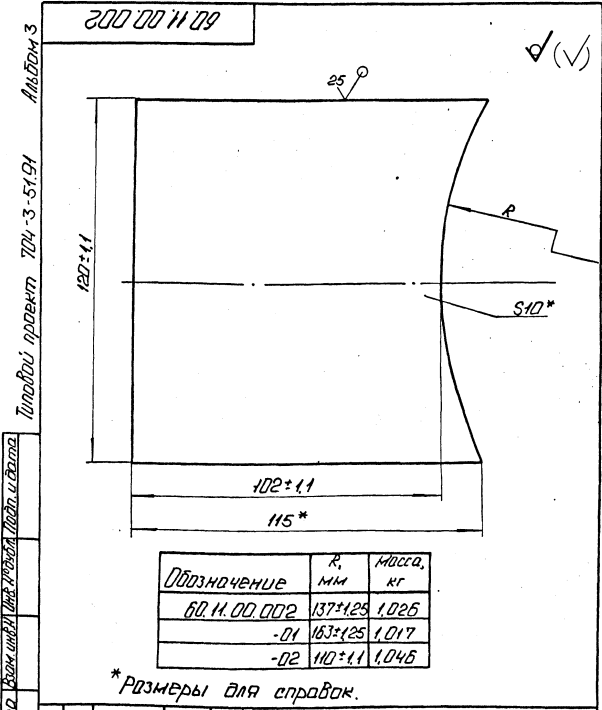 60.11.00.002
Типовой проект 704-3-51.91 Альбом 3
25
(√)
R
120±1,1
S10*
102±1,1
115*
Обозначение R, мм Масса, кг
60.11.00.002 137±1,25 1,026
-01 163±1,25 1,017
-02 110±1,1 1,046
*Размеры для справок.
Взам. инв. № Инв. № дубл. Подп. и дата